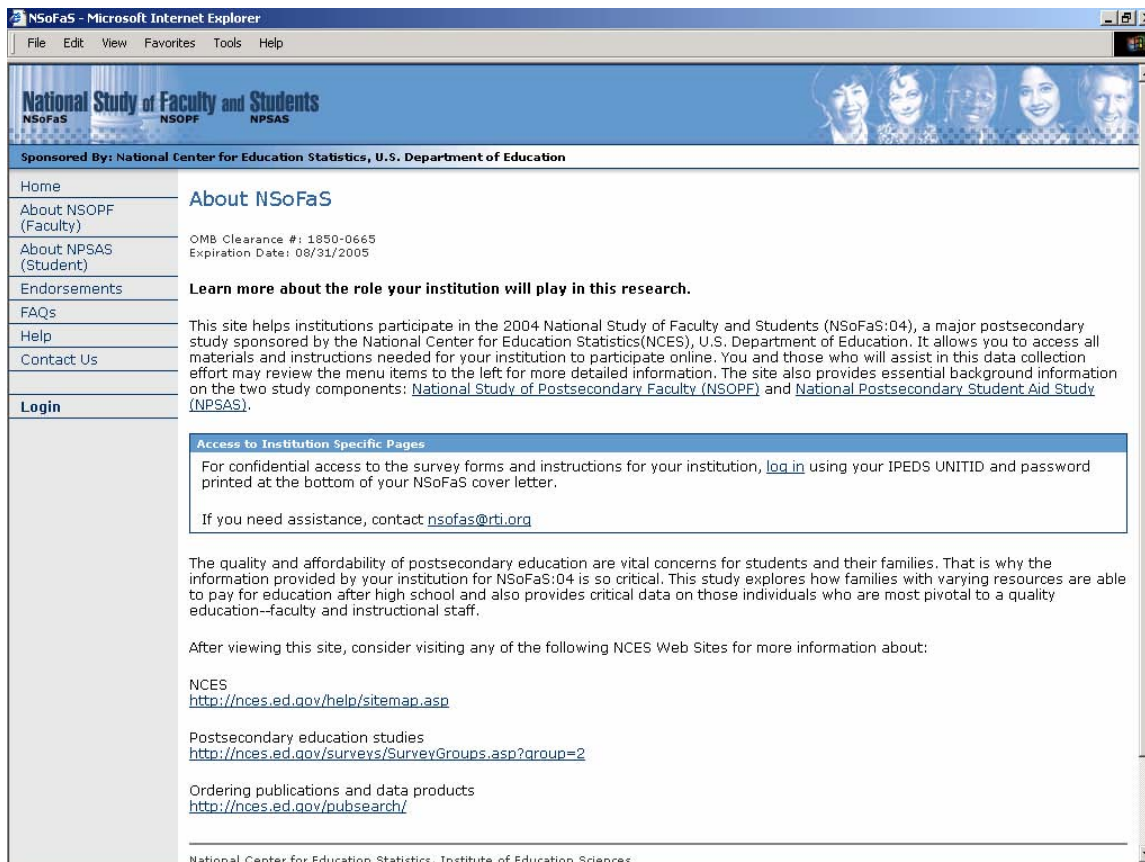 NSoFaS - Microsoft Internet Explorer
File Edit View Favorites Tools Help
National Study of Faculty and Students
NSoFaS NSOPF NPSAS
Sponsored By: National Center for Education Statistics, U.S. Department of Education
Home
About NSOPF
(Faculty)
About NPSAS
(Student)
Endorsements
FAQs
Help
Contact Us
Login
About NSoFaS
OMB Clearance #: 1850-0665
Expiration Date: 08/31/2005
Learn more about the role your institution will play in this research.
This site helps institutions participate in the 2004 National Study of Faculty and Students (NSoFaS:04), a major postsecondary
study sponsored by the National Center for Education Statistics(NCES), U.S. Department of Education. It allows you to access all
materials and instructions needed for your institution to participate online. You and those who will assist in this data collection
effort may review the menu items to the left for more detailed information. The site also provides essential background information
on the two study components: National Study of Postsecondary Faculty (NSOPF) and National Postsecondary Student Aid Study
(NPSAS).
Access to Institution Specific Pages
For confidential access to the survey forms and instructions for your institution, log in using your IPEDS UNITID and password
printed at the bottom of your NSoFaS cover letter.
If you need assistance, contact nsofas@rti.org
The quality and affordability of postsecondary education are vital concerns for students and their families. That is why the
information provided by your institution for NSoFaS:04 is so critical. This study explores how families with varying resources are able
to pay for education after high school and also provides critical data on those individuals who are most pivotal to a quality
education--faculty and instructional staff.
After viewing this site, consider visiting any of the following NCES Web Sites for more information about:
NCES
http://nces.ed.gov/help/sitemap.asp
Postsecondary education studies
http://nces.ed.gov/surveys/SurveyGroups.asp?group=2
Ordering publications and data products
http://nces.ed.gov/pubsearch/
National Center for Education Statistics, Institute of Education Sciences